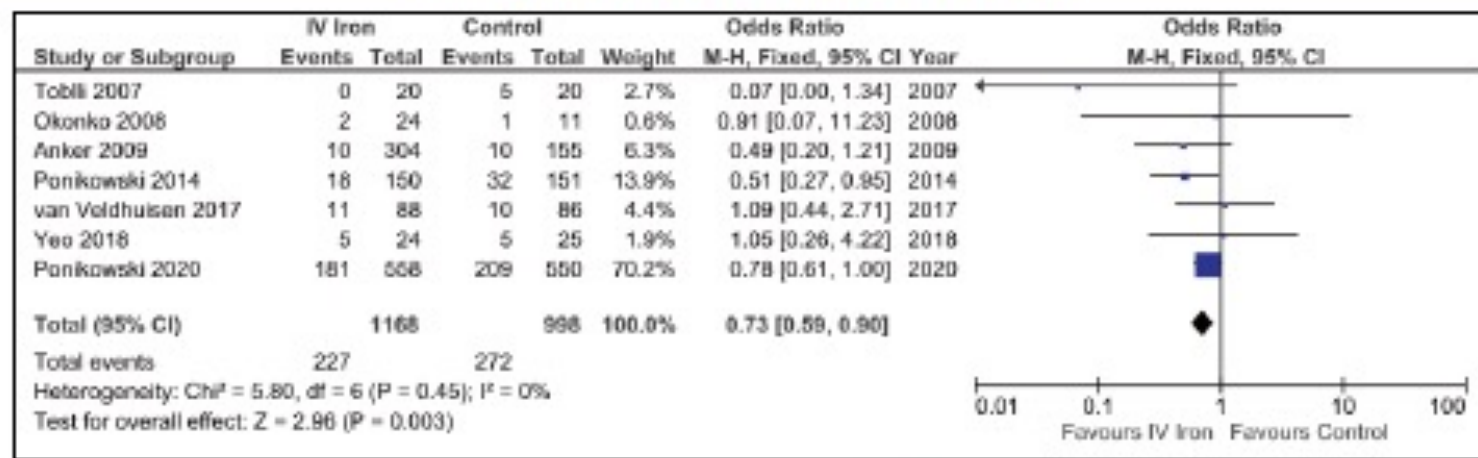 IV Iron Control Odds Ratio Odds Ratio
Study or Subgroup Events Total Events Total Weight M-H, Fixed, 95% CI Year M-H, Fixed, 95% CI
Toblli 2007 0 20 5 20 2.7% 0.07 [0.00, 1.34] 2007
Okonko 2008 2 24 1 11 0.6% 0.91 [0.07, 11.23] 2008
Anker 2009 10 304 10 155 6.3% 0.49 [0.20, 1.21] 2009
Ponikowski 2014 18 150 32 151 13.9% 0.51 [0.27, 0.95] 2014
van Veldhuisen 2017 11 88 10 86 4.4% 1.09 [0.44, 2.71] 2017
Yeo 2018 5 24 5 25 1.9% 1.05 [0.26, 4.22] 2018
Ponikowski 2020 181 558 209 550 70.2% 0.78 [0.61, 1.00] 2020
Total (95% CI) 1168 998 100.0% 0.73 [0.59, 0.90]
Total events 227 272
Heterogeneity: Chi² = 5.80, df = 6 (P = 0.45); I² = 0%
Test for overall effect: Z = 2.96 (P = 0.003)
0.01 0.1 1 10 100
Favours IV Iron Favours Control